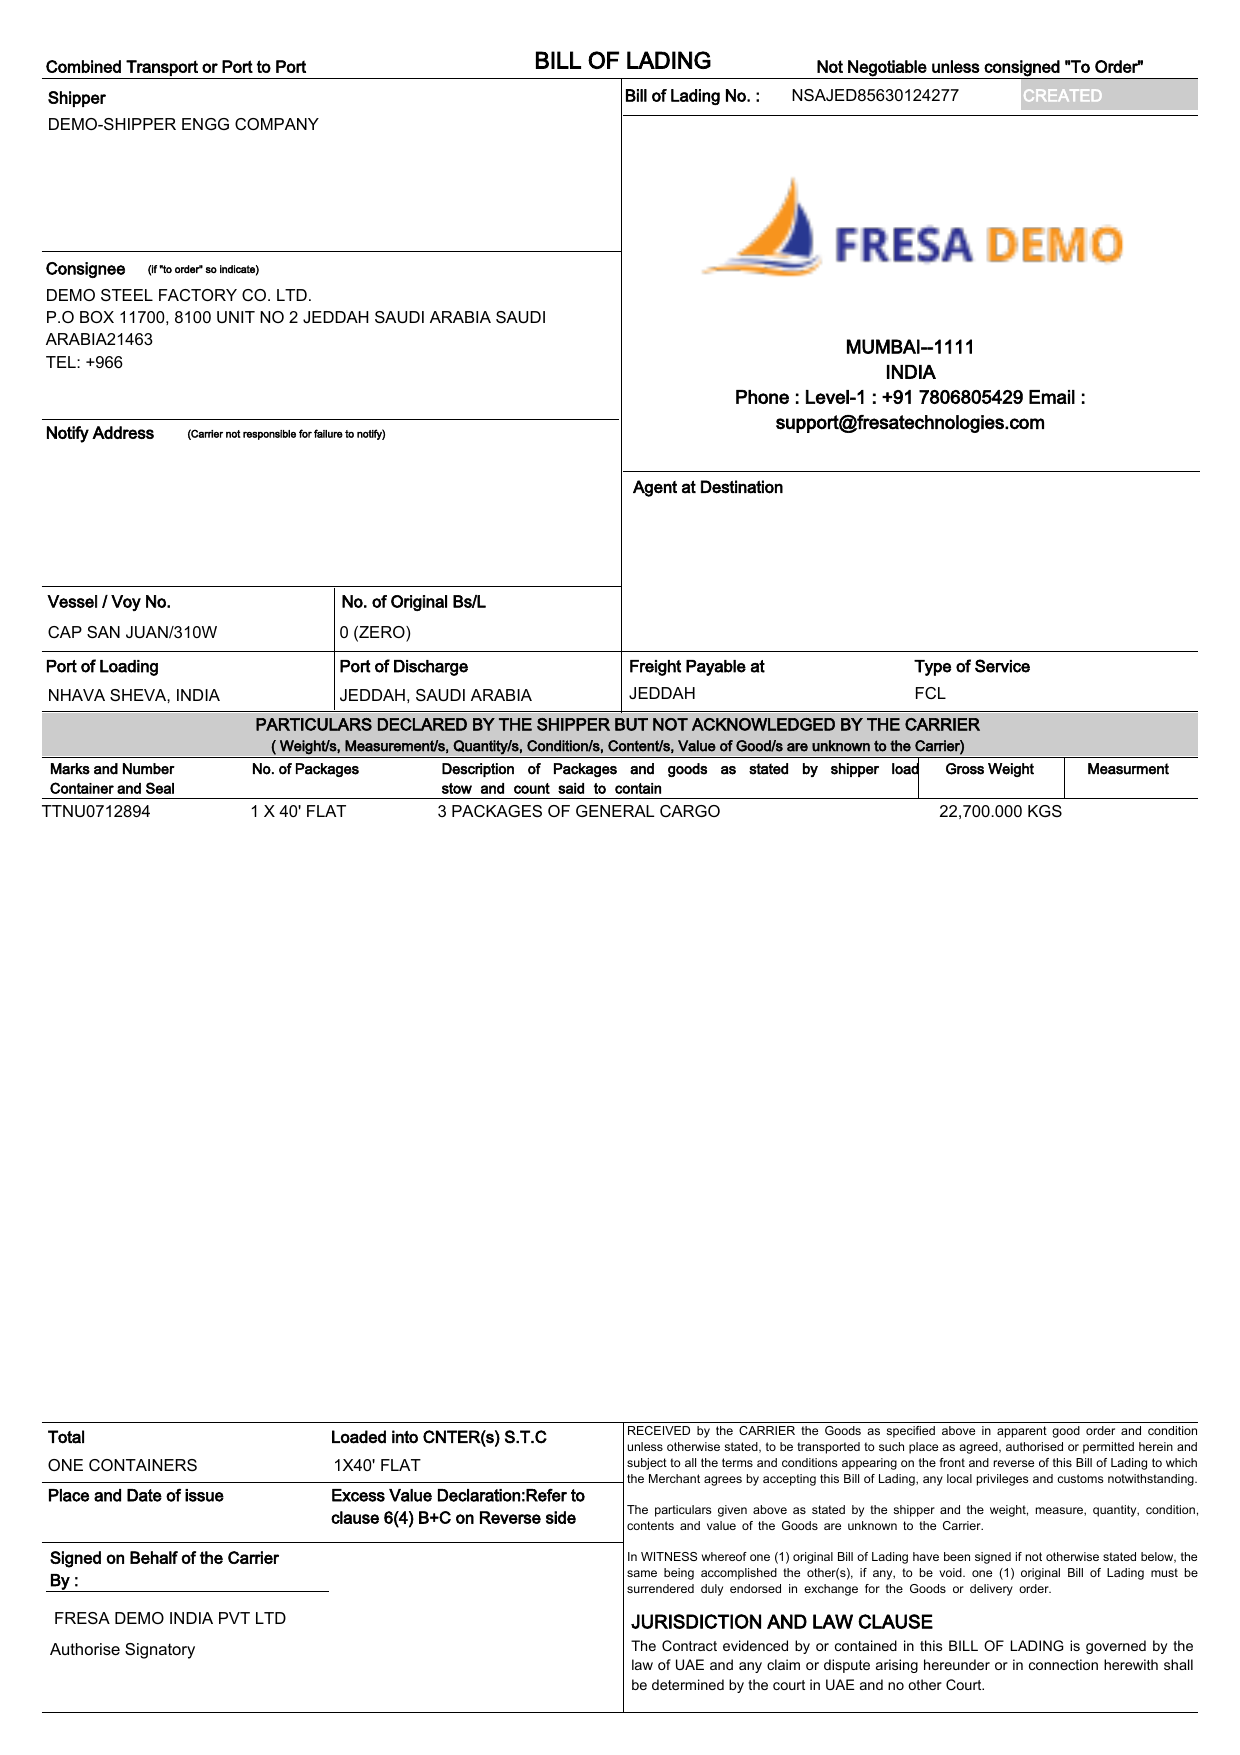 Combined Transport or Port to Port
BILL OF LADING
Not Negotiable unless consigned "To Order"
Shipper
DEMO-SHIPPER ENGG COMPANY
Bill of Lading No. : NSAJED85630124277 CREATED
FRESA DEMO
MUMBAI--1111
INDIA
Phone : Level-1 : +91 7806805429 Email :
support@fresatechnologies.com
Consignee (if "to order" so indicate)
DEMO STEEL FACTORY CO. LTD.
P.O BOX 11700, 8100 UNIT NO 2 JEDDAH SAUDI ARABIA SAUDI
ARABIA21463
TEL: +966
Notify Address (Carrier not responsible for failure to notify)
Agent at Destination
Vessel / Voy No.
CAP SAN JUAN/310W
No. of Original Bs/L
0 (ZERO)
Port of Loading
NHAVA SHEVA, INDIA
Port of Discharge
JEDDAH, SAUDI ARABIA
Freight Payable at
JEDDAH
Type of Service
FCL
PARTICULARS DECLARED BY THE SHIPPER BUT NOT ACKNOWLEDGED BY THE CARRIER
( Weight/s, Measurement/s, Quantity/s, Condition/s, Content/s, Value of Good/s are unknown to the Carrier)
Marks and Number
Container and Seal
No. of Packages
Description of Packages and goods as stated by shipper load
stow and count said to contain
Gross Weight
Measurment
TTNU0712894 1 X 40' FLAT 3 PACKAGES OF GENERAL CARGO 22,700.000 KGS
Total
ONE CONTAINERS
Loaded into CNTER(s) S.T.C
1X40' FLAT
Place and Date of issue
Excess Value Declaration:Refer to
clause 6(4) B+C on Reverse side
Signed on Behalf of the Carrier
By :
FRESA DEMO INDIA PVT LTD
Authorise Signatory
RECEIVED by the CARRIER the Goods as specified above in apparent good order and condition
unless otherwise stated, to be transported to such place as agreed, authorised or permitted herein and
subject to all the terms and conditions appearing on the front and reverse of this Bill of Lading to which
the Merchant agrees by accepting this Bill of Lading, any local privileges and customs notwithstanding.
The particulars given above as stated by the shipper and the weight, measure, quantity, condition,
contents and value of the Goods are unknown to the Carrier.
In WITNESS whereof one (1) original Bill of Lading have been signed if not otherwise stated below, the
same being accomplished the other(s), if any, to be void. one (1) original Bill of Lading must be
surrendered duly endorsed in exchange for the Goods or delivery order.
JURISDICTION AND LAW CLAUSE
The Contract evidenced by or contained in this BILL OF LADING is governed by the
law of UAE and any claim or dispute arising hereunder or in connection herewith shall
be determined by the court in UAE and no other Court.